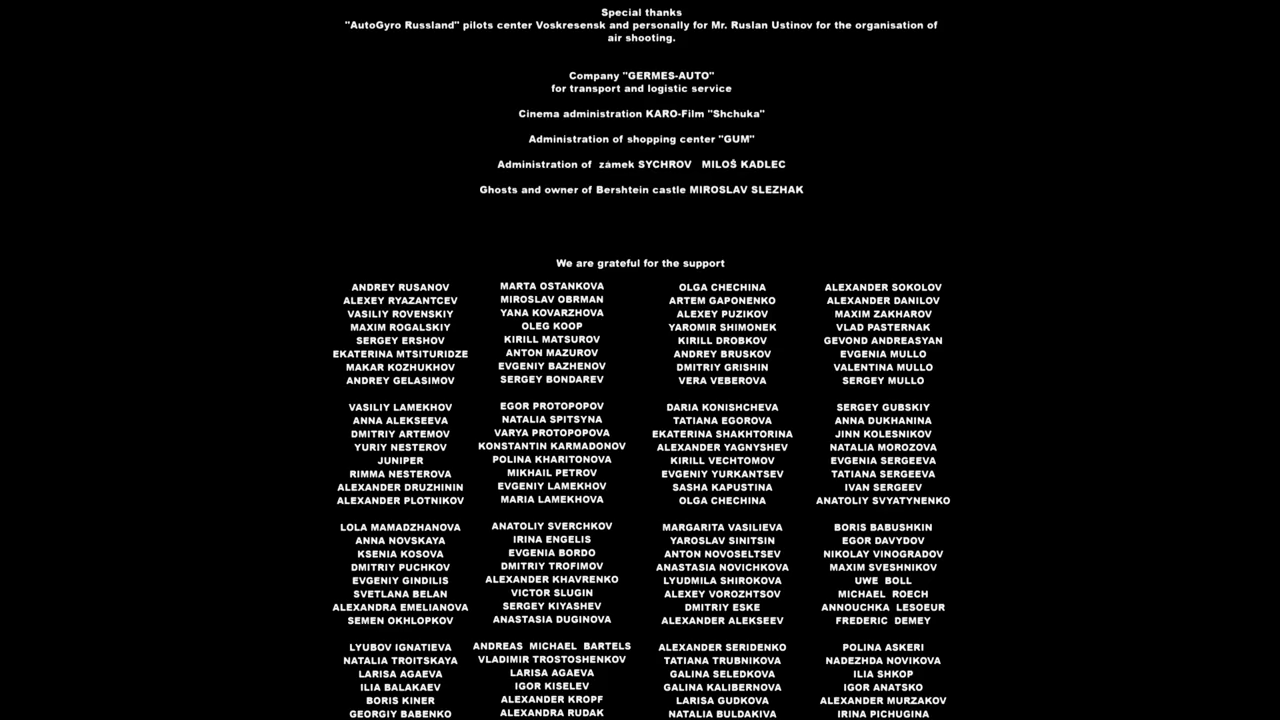 Special thanks
"AutoGyro Russland" pilots center Voskresensk and personally for Mr. Ruslan Ustinov for the organisation of
air shooting.
Company "GERMES-AUTO"
for transport and logistic service
Cinema administration KARO-Film "Shchuka"
Administration of shopping center "GUM"
Administration of zámek SYCHROV MILOŠ KADLEC
Ghosts and owner of Bershtein castle MIROSLAV SLEZHAK
We are grateful for the support
ANDREY RUSANOV
ALEXEY RYAZANTCEV
VASILIY ROVENSKIY
MAXIM ROGALSKIY
SERGEY ERSHOV
EKATERINA MTSITURIDZE
MAKAR KOZHUKHOV
ANDREY GELASIMOV
VASILIY LAMEKHOV
ANNA ALEKSEEVA
DMITRIY ARTEMOV
YURIY NESTEROV
JUNIPER
RIMMA NESTEROVA
ALEXANDER DRUZHININ
ALEXANDER PLOTNIKOV
LOLA MAMADZHANOVA
ANNA NOVSKAYA
KSENIA KOSOVA
DMITRIY PUCHKOV
EVGENIY GINDILIS
SVETLANA BELAN
ALEXANDRA EMELIANOVA
SEMEN OKHLOPKOV
LYUBOV IGNATIEVA
NATALIA TROITSKAYA
LARISA AGAEVA
ILIA BALAKAEV
BORIS KINER
GEORGIY BABENKO
MARTA OSTANKOVA
MIROSLAV OBRMAN
YANA KOVARZHOVA
OLEG KOOP
KIRILL MATSUROV
ANTON MAZUROV
EVGENIY BAZHENOV
SERGEY BONDAREV
EGOR PROTOPOPOV
NATALIA SPITSYNA
VARYA PROTOPOPOVA
KONSTANTIN KARMADONOV
POLINA KHARITONOVA
MIKHAIL PETROV
EVGENIY LAMEKHOV
MARIA LAMEKHOVA
ANATOLIY SVERCHKOV
IRINA ENGELIS
EVGENIA BORDO
DMITRIY TROFIMOV
ALEXANDER KHAVRENKO
VICTOR SLUGIN
SERGEY KIYASHEV
ANASTASIA DUGINOVA
ANDREAS MICHAEL BARTELS
VLADIMIR TROSTOSHENKOV
LARISA AGAEVA
IGOR KISELEV
ALEXANDER KROPF
ALEXANDRA RUDAK
OLGA CHECHINA
ARTEM GAPONENKO
ALEXEY PUZIKOV
YAROMIR SHIMONEK
KIRILL DROBKOV
ANDREY BRUSKOV
DMITRIY GRISHIN
VERA VEBEROVA
DARIA KONISHCHEVA
TATIANA EGOROVA
EKATERINA SHAKHTORINA
ALEXANDER YAGNYSHEV
KIRILL VECHTOMOV
EVGENIY YURKANTSEV
SASHA KAPUSTINA
OLGA CHECHINA
MARGARITA VASILIEVA
YAROSLAV SINITSIN
ANTON NOVOSELTSEV
ANASTASIA NOVICHKOVA
LYUDMILA SHIROKOVA
ALEXEY VOROZHTSOV
DMITRIY ESKE
ALEXANDER ALEKSEEV
ALEXANDER SERIDENKO
TATIANA TRUBNIKOVA
GALINA SELEDKOVA
GALINA KALIBERNOVA
LARISA GUDKOVA
NATALIA BULDAKIVA
ALEXANDER SOKOLOV
ALEXANDER DANILOV
MAXIM ZAKHAROV
VLAD PASTERNAK
GEVOND ANDREASYAN
EVGENIA MULLO
VALENTINA MULLO
SERGEY MULLO
SERGEY GUBSKIY
ANNA DUKHANINA
JINN KOLESNIKOV
NATALIA MOROZOVA
EVGENIA SERGEEVA
TATIANA SERGEEVA
IVAN SERGEEV
ANATOLIY SVYATYNENKO
BORIS BABUSHKIN
EGOR DAVYDOV
NIKOLAY VINOGRADOV
MAXIM SVESHNIKOV
UWE BOLL
MICHAEL ROECH
ANNOUCHKA LESOEUR
FREDERIC DEMEY
POLINA ASKERI
NADEZHDA NOVIKOVA
ILIA SHKOP
IGOR ANATSKO
ALEXANDER MURZAKOV
IRINA PICHUGINA